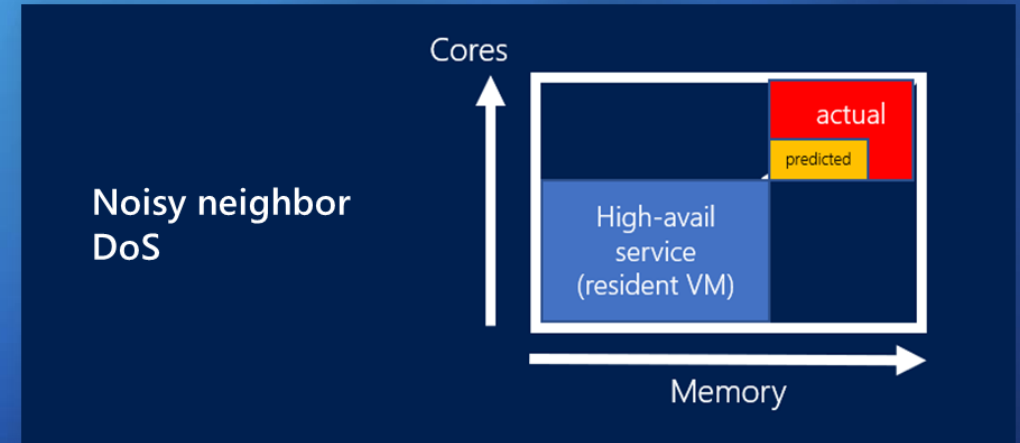 Cores
actual
predicted
Noisy neighbor
DoS
High-avail
service
(resident VM)
Memory